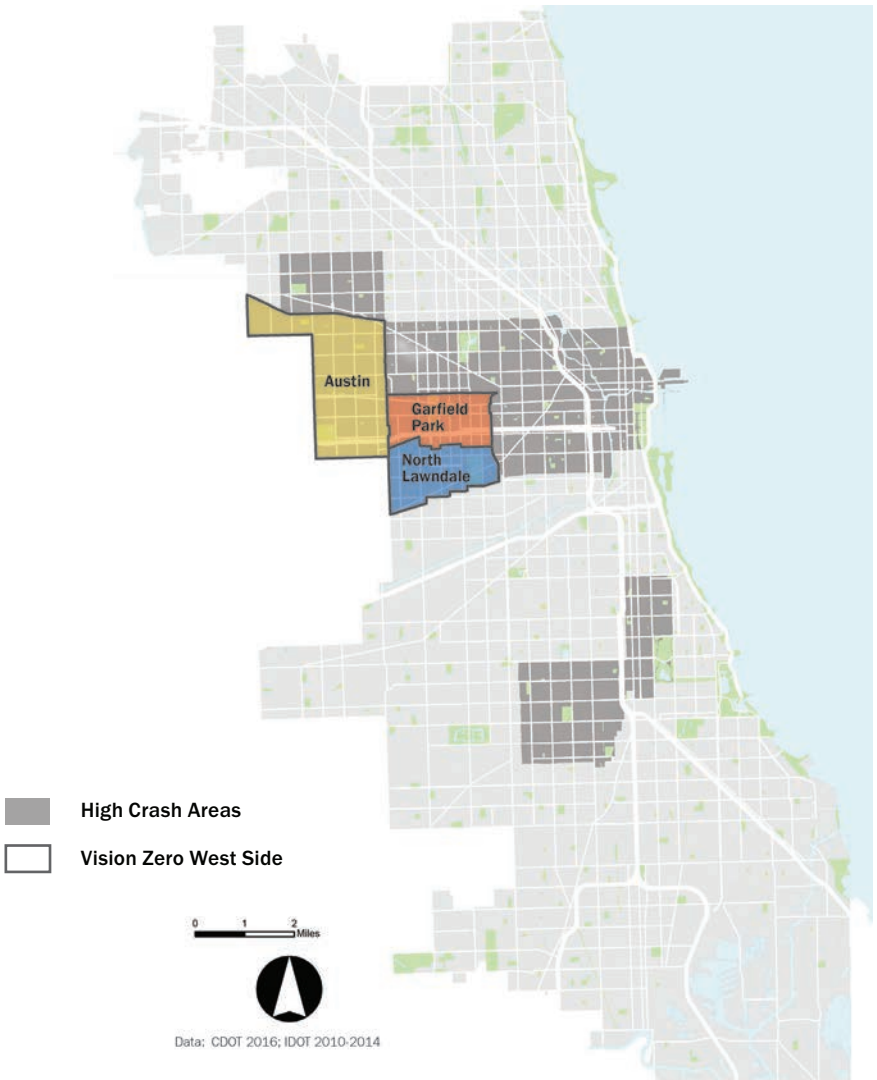 Austin
Garfield
Park
North
Lawndale
High Crash Areas
Vision Zero West Side
0 1 2
Miles
Data: CDOT 2016; IDOT 2010-2014